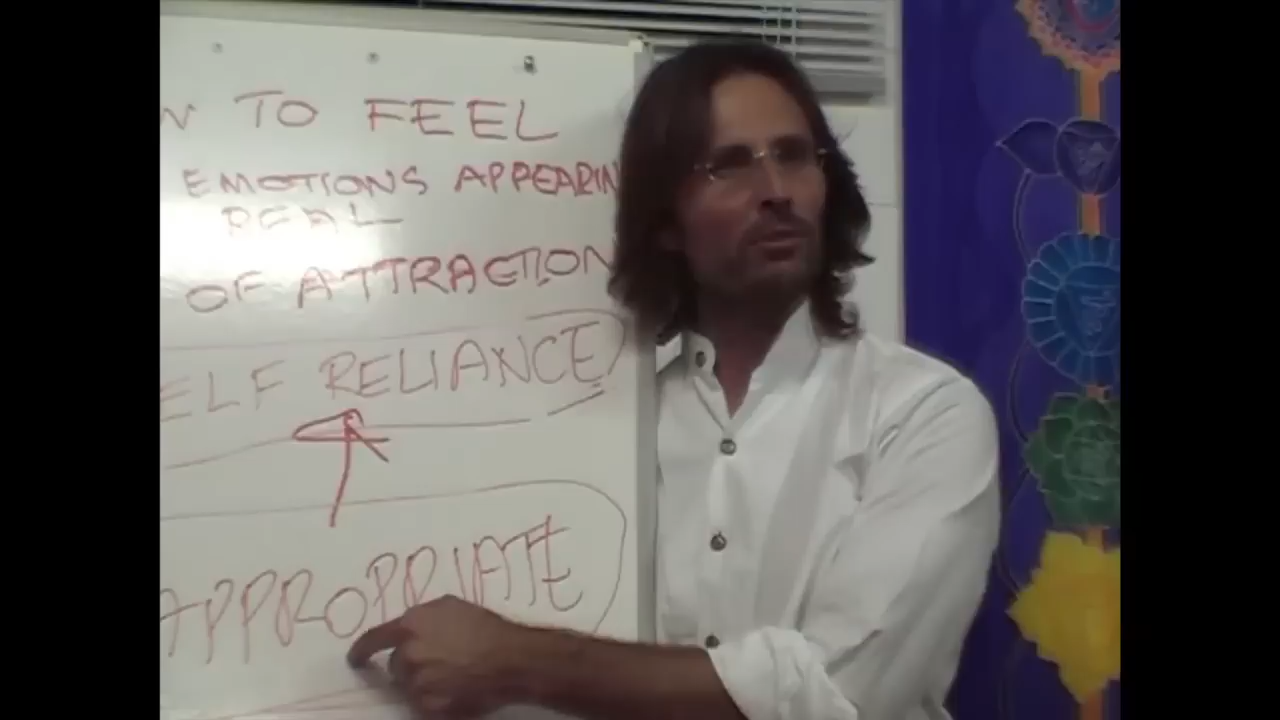 TO FEEL
EMOTIONS APPEARIN
REAL
OF ATTRACTION
ELF RELIANCE
APPROPRIATE